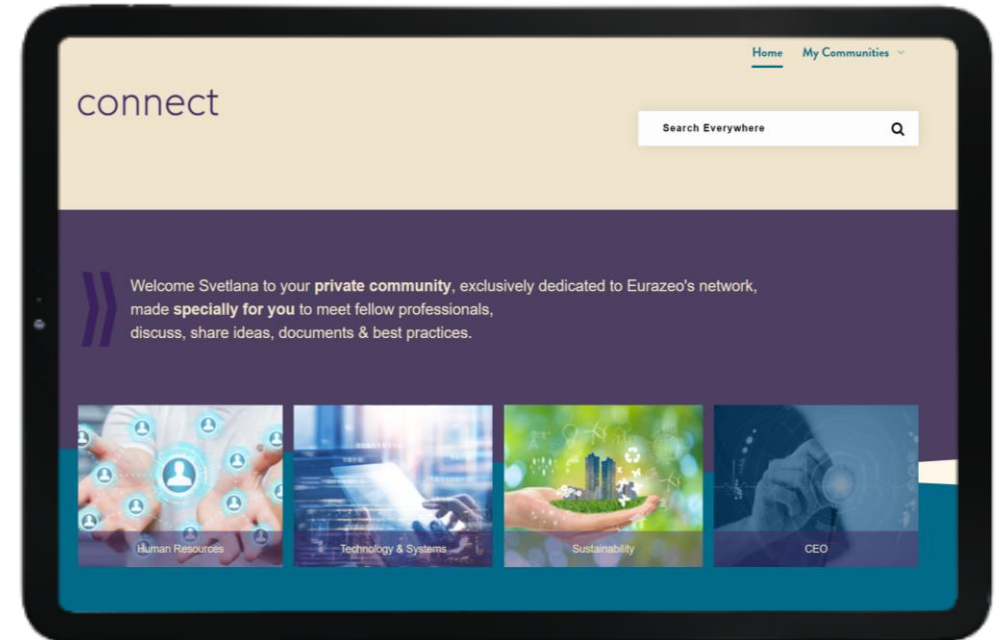 Home My Communities
connect
Search Everywhere
Welcome Svetlana to your private community, exclusively dedicated to Eurazeo's network,
made specially for you to meet fellow professionals,
discuss, share ideas, documents & best practices.
Human Resources
Technology & Systems
Sustainability
CEO